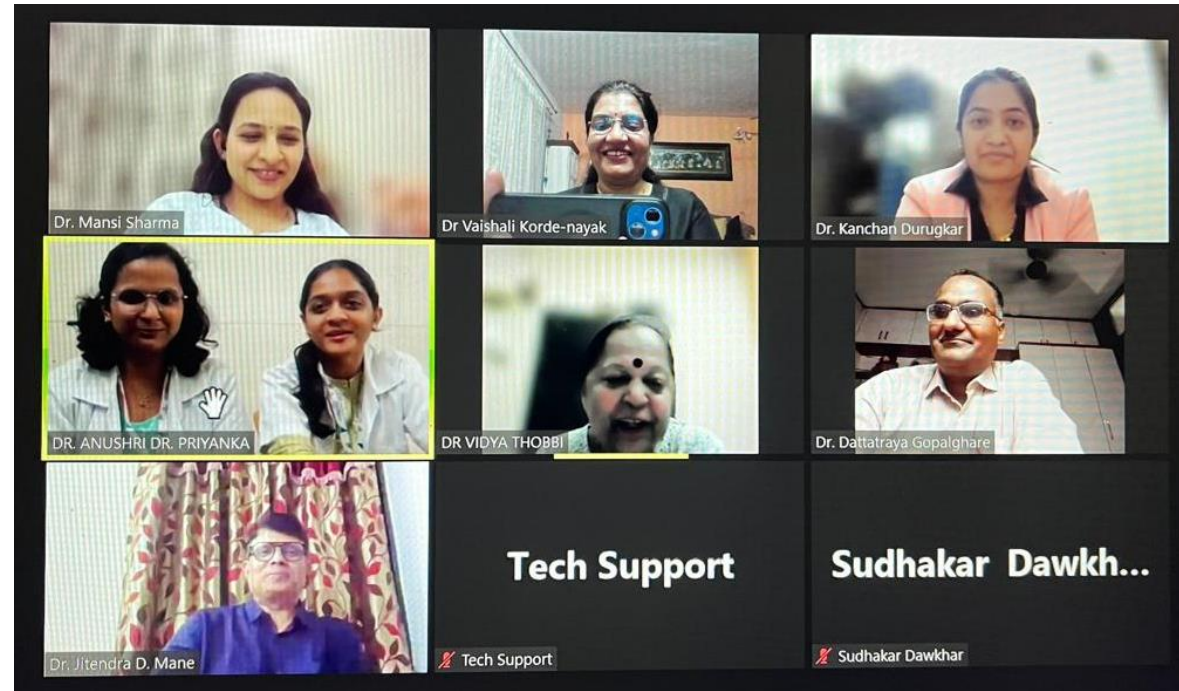 Dr. Mansi Sharma
Dr Vaishali Korde-nayak
Dr. Kanchan Durugkar
DR. ANUSHRI DR. PRIYANKA
DR VIDYA THOBBI
Dr. Dattatraya Gopalghare
Dr. Jitendra D. Mane
Tech Support
Tech Support
Sudhakar Dawkh...
Sudhakar Dawkhar